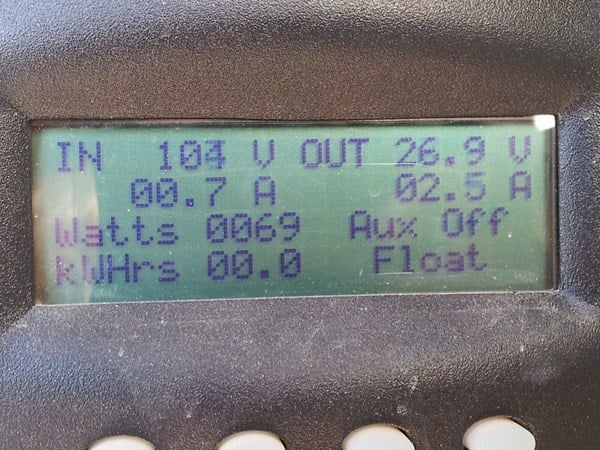 IN 104 V OUT 26.9 V
00.7 A 02.5 A
Watts 0069 Aux Off
kWHrs 00.0 Float